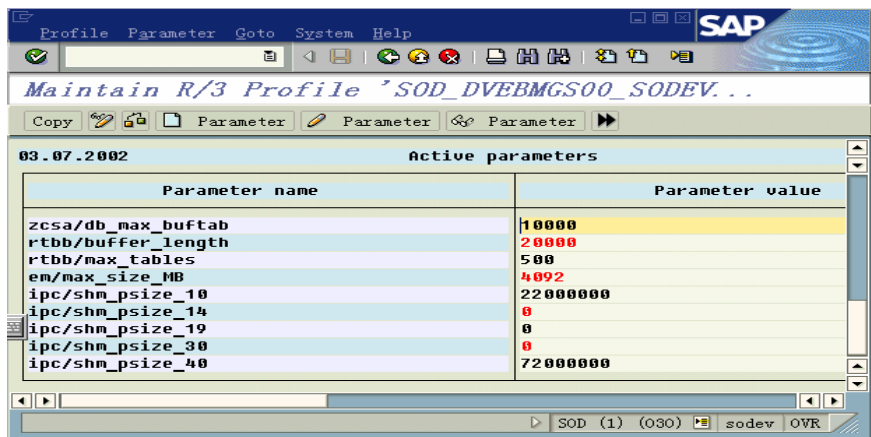 Profile Parameter Goto System Help
SAP
Maintain R/3 Profile 'SOD_DVEBMGS00_SODEV...
Copy Parameter Parameter Parameter
03.07.2002 Active parameters
Parameter name Parameter value
zcsa/db_max_buftab 10000
rtbb/buffer_length 20000
rtbb/max_tables 500
em/max_size_MB 4092
ipc/shm_psize_10 22000000
ipc/shm_psize_14 0
ipc/shm_psize_19 0
ipc/shm_psize_30 0
ipc/shm_psize_40 72000000
SOD (1) (030) sodev OVR